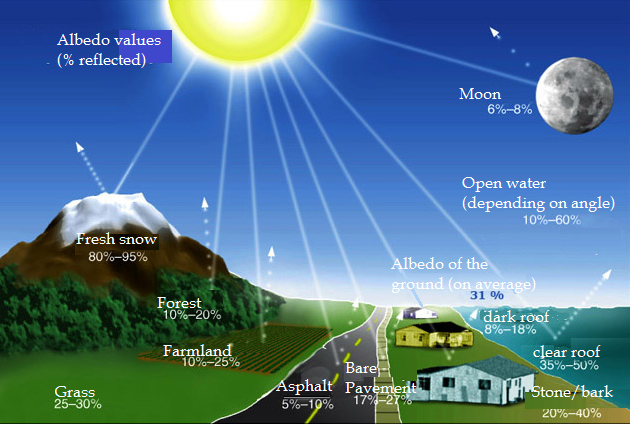 Albedo values
(% reflected)
Moon
6%–8%
Open water
(depending on angle)
10%–60%
Fresh snow
80%–95%
Albedo of the
ground (on average)
31 %
Forest
10%–20%
dark roof
8%–18%
Farmland
10%–25%
clear roof
35%–50%
Bare
Pavement
17%–27%
Grass
25–30%
Asphalt
5%–10%
Stone/bark
20%–40%